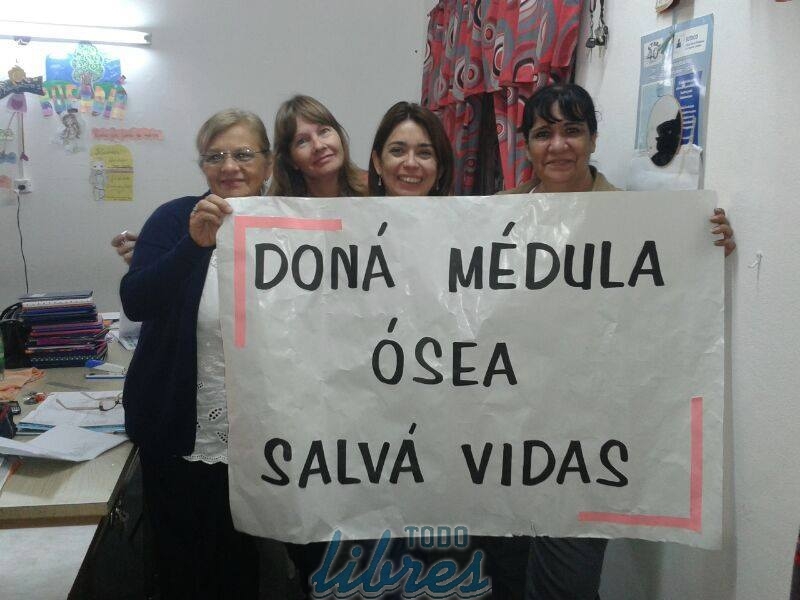 DONÁ MÉDULA
ÓSEA
SALVÁ VIDAS
TODO
libres